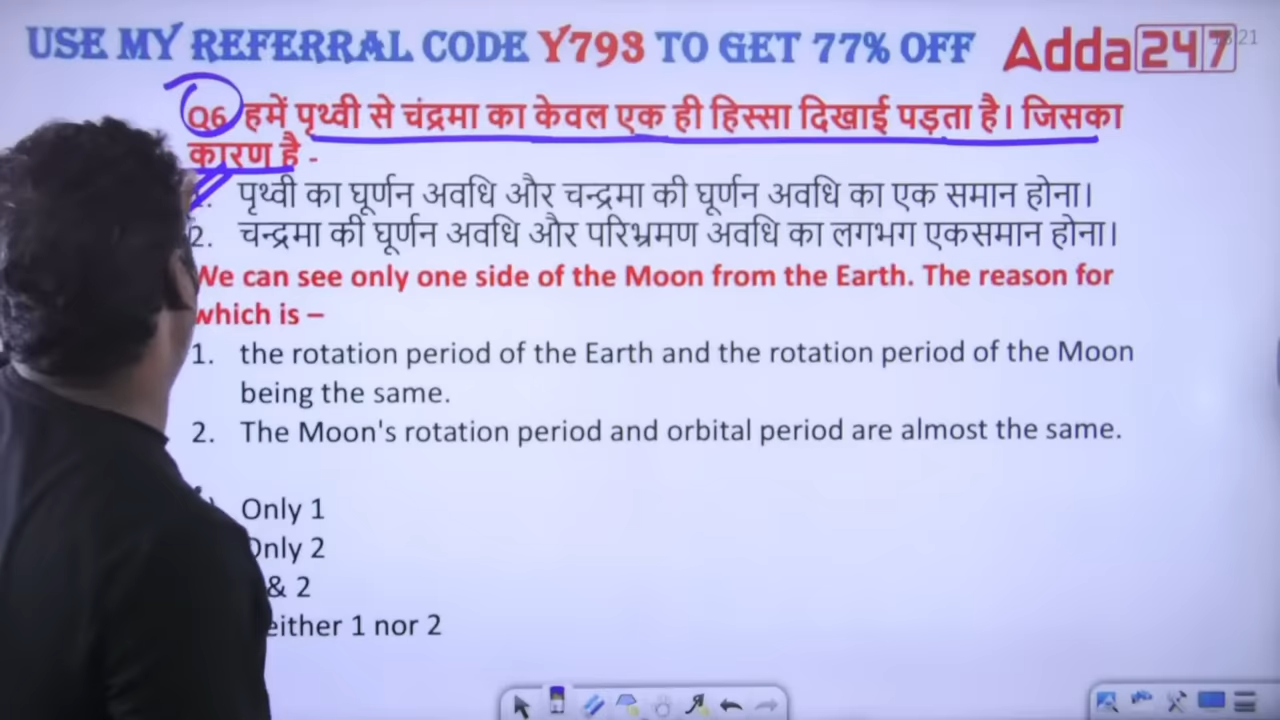 USE MY REFERRAL CODE Y793 TO GET 77% OFF
Adda247
Q6 हमें पृथ्वी से चंद्रमा का केवल एक ही हिस्सा दिखाई पड़ता है। जिसका
कारण है -
पृथ्वी का घूर्णन अवधि और चन्द्रमा की घूर्णन अवधि का एक समान होना।
2. चन्द्रमा की घूर्णन अवधि और परिभ्रमण अवधि का लगभग एकसमान होना।
We can see only one side of the Moon from the Earth. The reason for
which is –
1. the rotation period of the Earth and the rotation period of the Moon
being the same.
2. The Moon's rotation period and orbital period are almost the same.
Only 1
Only 2
& 2
either 1 nor 2